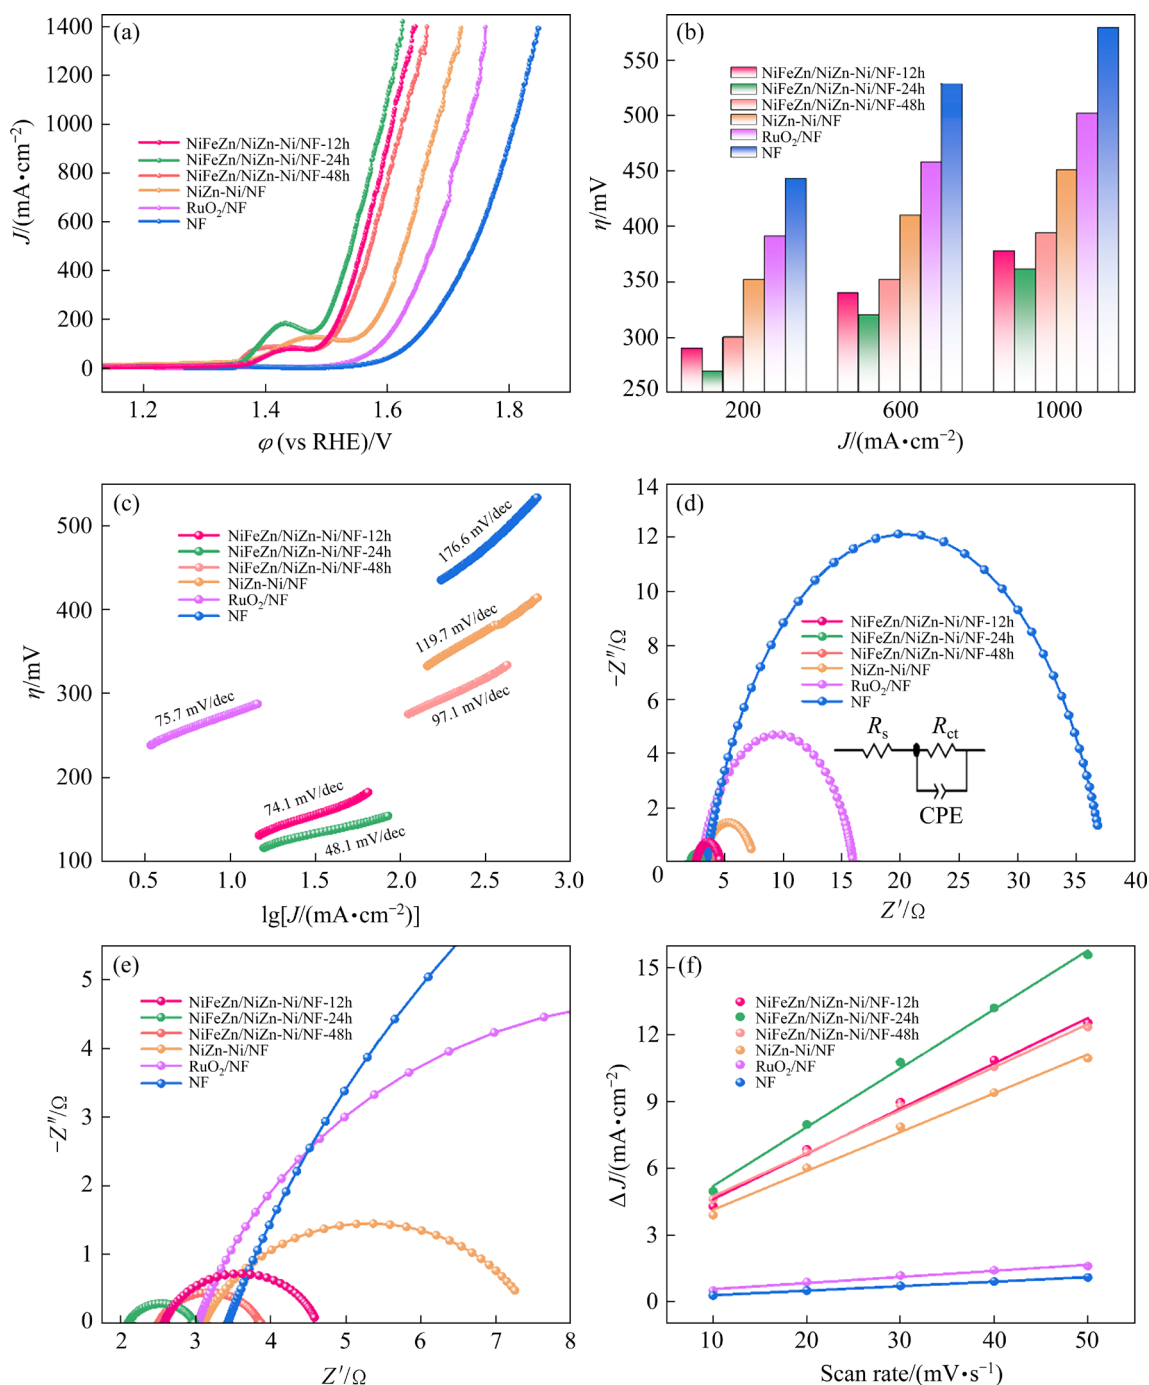 (a)
1400
1200
1000
800
600
400
200
0
J/(mA•cm⁻²)
NiFeZn/NiZn-Ni/NF-12h
NiFeZn/NiZn-Ni/NF-24h
NiFeZn/NiZn-Ni/NF-48h
NiZn-Ni/NF
RuO₂/NF
NF
1.2 1.4 1.6 1.8
φ (vs RHE)/V
(b)
550
500
450
400
350
300
250
η/mV
NiFeZn/NiZn-Ni/NF-12h
NiFeZn/NiZn-Ni/NF-24h
NiFeZn/NiZn-Ni/NF-48h
NiZn-Ni/NF
RuO₂/NF
NF
200 600 1000
J/(mA•cm⁻²)
(c)
500
400
300
200
100
η/mV
NiFeZn/NiZn-Ni/NF-12h
NiFeZn/NiZn-Ni/NF-24h
NiFeZn/NiZn-Ni/NF-48h
NiZn-Ni/NF
RuO₂/NF
NF
176.6 mV/dec
119.7 mV/dec
97.1 mV/dec
75.7 mV/dec
74.1 mV/dec
48.1 mV/dec
0.5 1.0 1.5 2.0 2.5 3.0
lg[J/(mA•cm⁻²)]
(d)
14
12
10
8
6
4
2
0
−Z″/Ω
NiFeZn/NiZn-Ni/NF-12h
NiFeZn/NiZn-Ni/NF-24h
NiFeZn/NiZn-Ni/NF-48h
NiZn-Ni/NF
RuO₂/NF
NF
Rₛ R_ct
CPE
5 10 15 20 25 30 35 40
Z′/Ω
(e)
5
4
3
2
1
0
−Z″/Ω
NiFeZn/NiZn-Ni/NF-12h
NiFeZn/NiZn-Ni/NF-24h
NiFeZn/NiZn-Ni/NF-48h
NiZn-Ni/NF
RuO₂/NF
NF
2 3 4 5 6 7 8
Z′/Ω
(f)
15
12
9
6
3
0
ΔJ/(mA•cm⁻²)
NiFeZn/NiZn-Ni/NF-12h
NiFeZn/NiZn-Ni/NF-24h
NiFeZn/NiZn-Ni/NF-48h
NiZn-Ni/NF
RuO₂/NF
NF
10 20 30 40 50
Scan rate/(mV•s⁻¹)